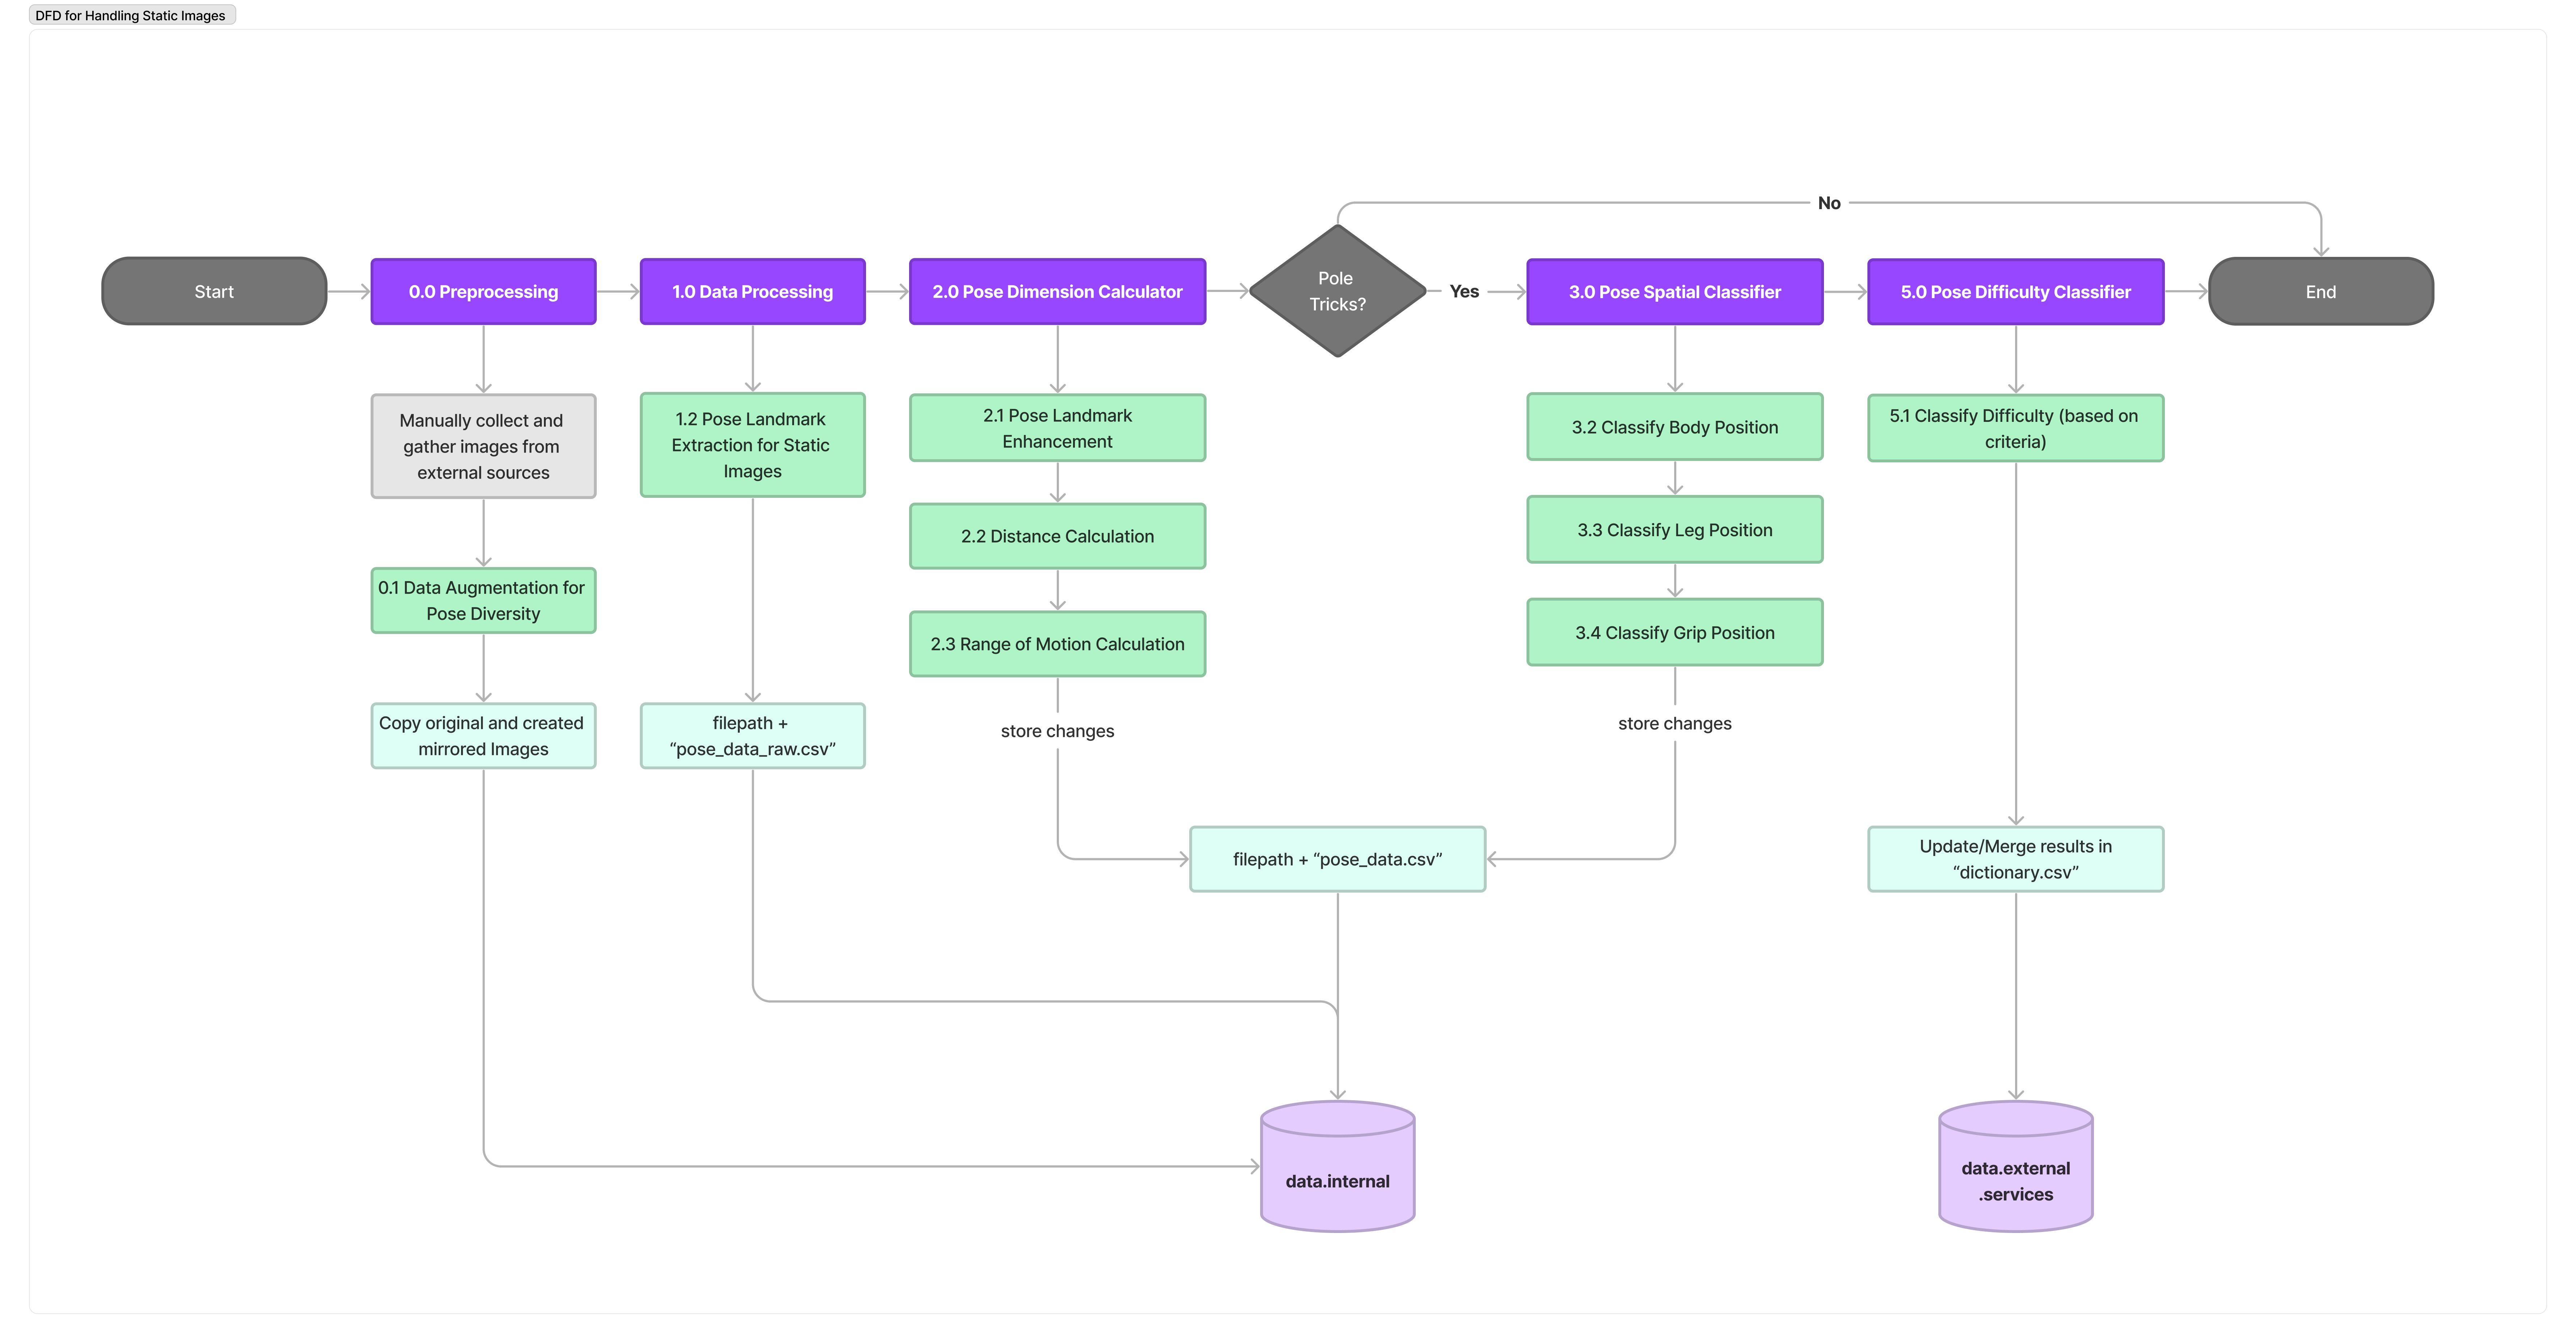 DFD for Handling Static Images
No
Start
0.0 Preprocessing
1.0 Data Processing
2.0 Pose Dimension Calculator
Pole
Tricks?
Yes
3.0 Pose Spatial Classifier
5.0 Pose Difficulty Classifier
End
Manually collect and
gather images from
external sources
1.2 Pose Landmark
Extraction for Static
Images
2.1 Pose Landmark
Enhancement
3.2 Classify Body Position
5.1 Classify Difficulty (based on
criteria)
2.2 Distance Calculation
3.3 Classify Leg Position
0.1 Data Augmentation for
Pose Diversity
2.3 Range of Motion Calculation
3.4 Classify Grip Position
Copy original and created
mirrored Images
filepath +
“pose_data_raw.csv”
store changes
store changes
filepath + “pose_data.csv”
Update/Merge results in
“dictionary.csv”
data.internal
data.external
.services